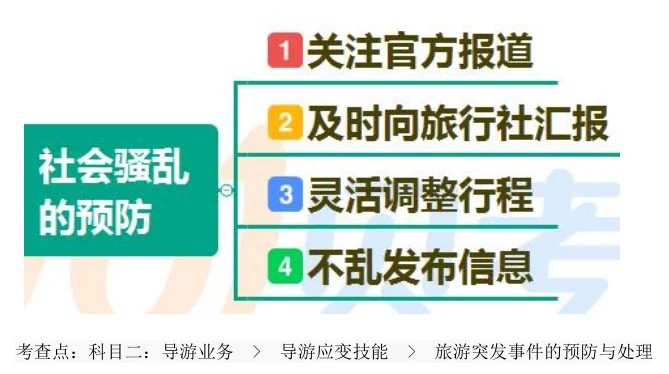 社会骚乱
的预防
1 关注官方报道
2 及时向旅行社汇报
3 灵活调整行程
4 不乱发布信息
考查点：科目二：导游业务 > 导游应变技能 > 旅游突发事件的预防与处理